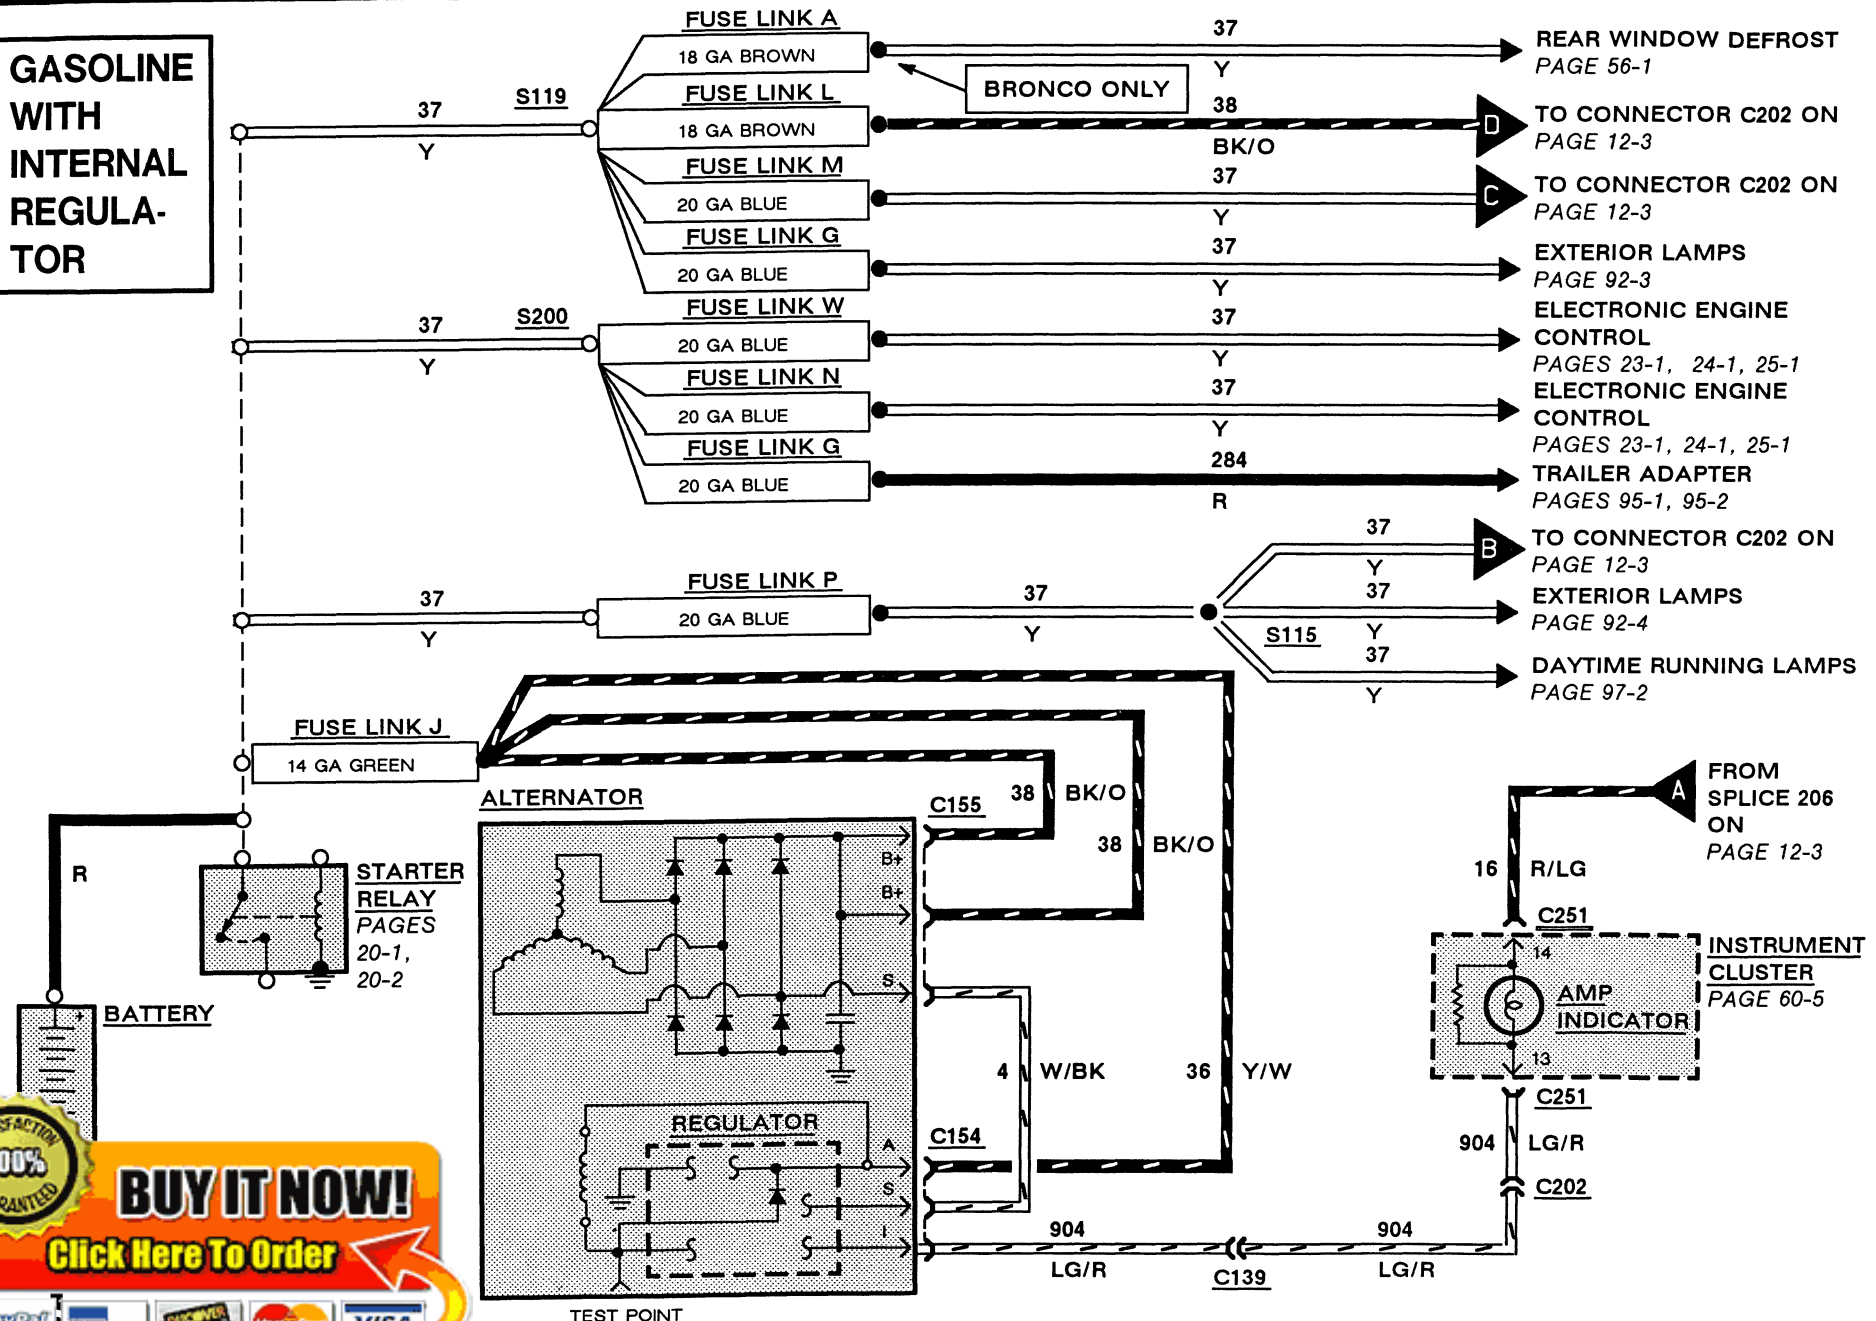 GASOLINE
WITH
INTERNAL
REGULA-
TOR
FUSE LINK A
18 GA BROWN
37
Y
REAR WINDOW DEFROST
PAGE 56-1
BRONCO ONLY
S119
37
Y
FUSE LINK L
18 GA BROWN
38
BK/O
D
TO CONNECTOR C202 ON
PAGE 12-3
FUSE LINK M
20 GA BLUE
37
Y
C
TO CONNECTOR C202 ON
PAGE 12-3
FUSE LINK G
20 GA BLUE
37
Y
EXTERIOR LAMPS
PAGE 92-3
S200
37
Y
FUSE LINK W
20 GA BLUE
37
Y
ELECTRONIC ENGINE
CONTROL
PAGES 23-1, 24-1, 25-1
FUSE LINK N
20 GA BLUE
37
Y
ELECTRONIC ENGINE
CONTROL
PAGES 23-1, 24-1, 25-1
FUSE LINK G
20 GA BLUE
284
R
TRAILER ADAPTER
PAGES 95-1, 95-2
37
Y
FUSE LINK P
20 GA BLUE
37
Y
S115
37
Y
B
TO CONNECTOR C202 ON
PAGE 12-3
37
Y
EXTERIOR LAMPS
PAGE 92-4
37
Y
DAYTIME RUNNING LAMPS
PAGE 97-2
FUSE LINK J
14 GA GREEN
ALTERNATOR
C155
38 BK/O
38 BK/O
B+
B+
S
R
STARTER
RELAY
PAGES
20-1,
20-2
BATTERY
+
4 W/BK
36 Y/W
REGULATOR
C154
A
S
I
904
LG/R
C139
904
LG/R
TEST POINT
A
FROM
SPLICE 206
ON
PAGE 12-3
16 R/LG
C251
14
INSTRUMENT
CLUSTER
PAGE 60-5
AMP
INDICATOR
13
C251
904 LG/R
C202
BUY IT NOW!
Click Here To Order
VISA